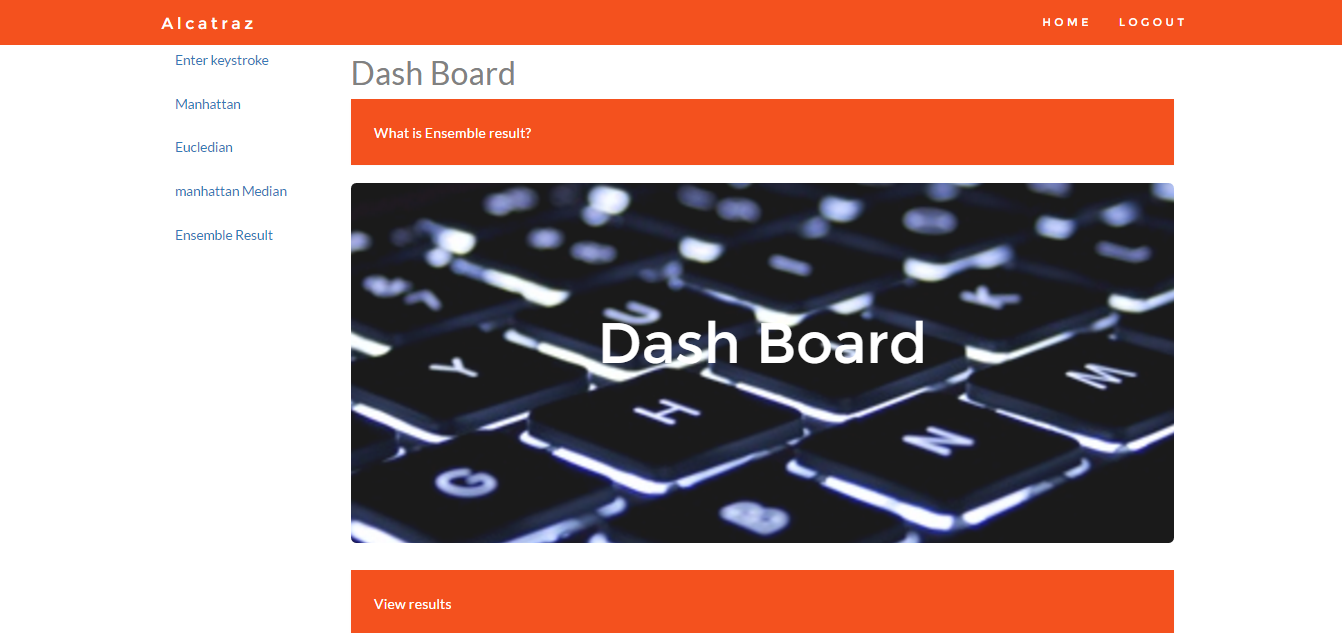 Alcatraz
HOME LOGOUT
Enter keystroke
Manhattan
Eucledian
manhattan Median
Ensemble Result
Dash Board
What is Ensemble result?
U I K L
Dash Board
Y H N M
G B
View results